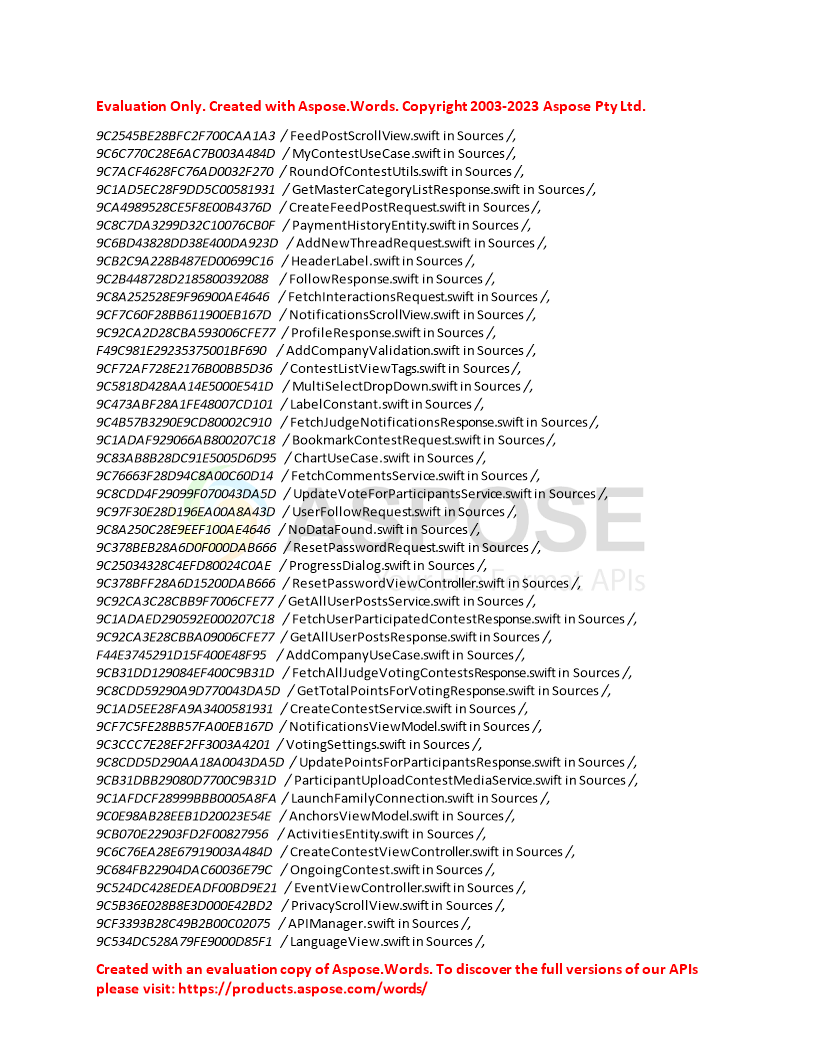 Evaluation Only. Created with Aspose.Words. Copyright 2003-2023 Aspose Pty Ltd.
9C2545BE28BFC2F700CAA1A3 / FeedPostScrollView.swift in Sources /,
9C6C770C28E6AC7B003A484D / MyContestUseCase.swift in Sources /,
9C7ACF4628FC76AD0032F270 / RoundOfContestUtils.swift in Sources /,
9C1AD5EC28F9DD5C00581931 / GetMasterCategoryListResponse.swift in Sources /,
9CA4989528CE5F8E00B4376D / CreateFeedPostRequest.swift in Sources /,
9C8C7DA3299D32C10076CB0F / PaymentHistoryEntity.swift in Sources /,
9C6BD43828DD38E400DA923D / AddNewThreadRequest.swift in Sources /,
9CB2C9A228B487ED00699C16 / HeaderLabel.swift in Sources /,
9C2B448728D2185800392088 / FollowResponse.swift in Sources /,
9C8A252528E9F96900AE4646 / FetchInteractionsRequest.swift in Sources /,
9CF7C60F28BB611900EB167D / NotificationsScrollView.swift in Sources /,
9C92CA2D28CBA593006CFE77 / ProfileResponse.swift in Sources /,
F49C981E29235375001BF690 / AddCompanyValidation.swift in Sources /,
9CF72AF728E2176B00BB5D36 / ContestListViewTags.swift in Sources /,
9C5818D428AA14E5000E541D / MultiSelectDropDown.swift in Sources /,
9C473ABF28A1FE48007CD101 / LabelConstant.swift in Sources /,
9C4B57B3290E9CD80002C910 / FetchJudgeNotificationsResponse.swift in Sources /,
9C1ADAF929066AB800207C18 / BookmarkContestRequest.swift in Sources /,
9C83AB8B28DC91E5005D6D95 / ChartUseCase.swift in Sources /,
9C76663F28D94C8A00C60D14 / FetchCommentsService.swift in Sources /,
9C8CDD4F29099F070043DA5D / UpdateVoteForParticipantsService.swift in Sources /,
9C97F30E28D196EA00A8A43D / UserFollowRequest.swift in Sources /,
9C8A250C28E9EEF100AE4646 / NoDataFound.swift in Sources /,
9C378BEB28A6D0F000DAB666 / ResetPasswordRequest.swift in Sources /,
9C25034328C4EFD80024C0AE / ProgressDialog.swift in Sources /,
9C378BFF28A6D15200DAB666 / ResetPasswordViewController.swift in Sources /,
9C92CA3C28CBB9F7006CFE77 / GetAllUserPostsService.swift in Sources /,
9C1ADAED290592E000207C18 / FetchUserParticipatedContestResponse.swift in Sources /,
9C92CA3E28CBBA09006CFE77 / GetAllUserPostsResponse.swift in Sources /,
F44E3745291D15F400E48F95 / AddCompanyUseCase.swift in Sources /,
9CB31DD129084EF400C9B31D / FetchAllJudgeVotingContestsResponse.swift in Sources /,
9C8CDD59290A9D770043DA5D / GetTotalPointsForVotingResponse.swift in Sources /,
9C1AD5EE28FA9A3400581931 / CreateContestService.swift in Sources /,
9CF7C5FE28BB57FA00EB167D / NotificationsViewModel.swift in Sources /,
9C3CCC7E28EF2FF3003A4201 / VotingSettings.swift in Sources /,
9C8CDD5D290AA18A0043DA5D / UpdatePointsForParticipantsResponse.swift in Sources /,
9CB31DBB29080D7700C9B31D / ParticipantUploadContestMediaService.swift in Sources /,
9C1AFDCF28999BBB0005A8FA / LaunchFamilyConnection.swift in Sources /,
9C0E98AB28EEB1D20023E54E / AnchorsViewModel.swift in Sources /,
9CB070E22903FD2F00827956 / ActivitiesEntity.swift in Sources /,
9C6C76EA28E67919003A484D / CreateContestViewController.swift in Sources /,
9C684FB22904DAC60036E79C / OngoingContest.swift in Sources /,
9C524DC428EDEADF00BD9E21 / EventViewController.swift in Sources /,
9C5B36E028B8E3D000E42BD2 / PrivacyScrollView.swift in Sources /,
9CF3393B28C49B2B00C02075 / APIManager.swift in Sources /,
9C534DC528A79FE9000D85F1 / LanguageView.swift in Sources /,
ASPOSE
Your File Format APIs
Created with an evaluation copy of Aspose.Words. To discover the full versions of our APIs
please visit: https://products.aspose.com/words/